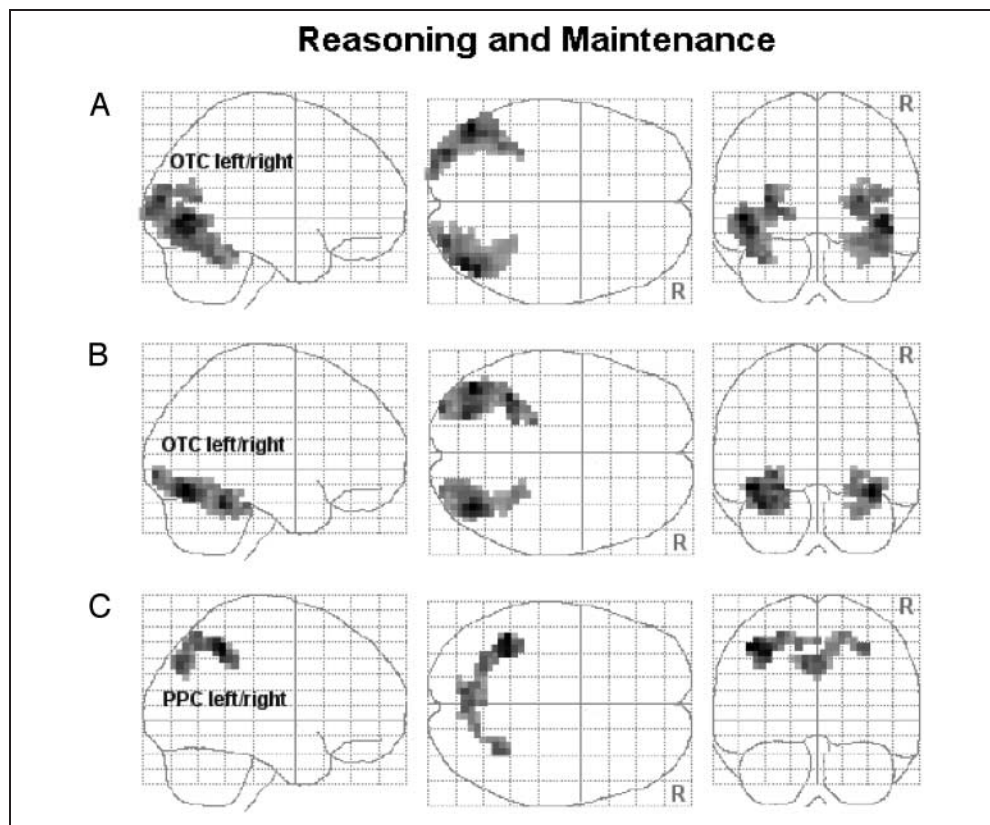 Reasoning and Maintenance
A
R
OTC left/right
R
B
R
OTC left/right
R
C
R
PPC left/right
R